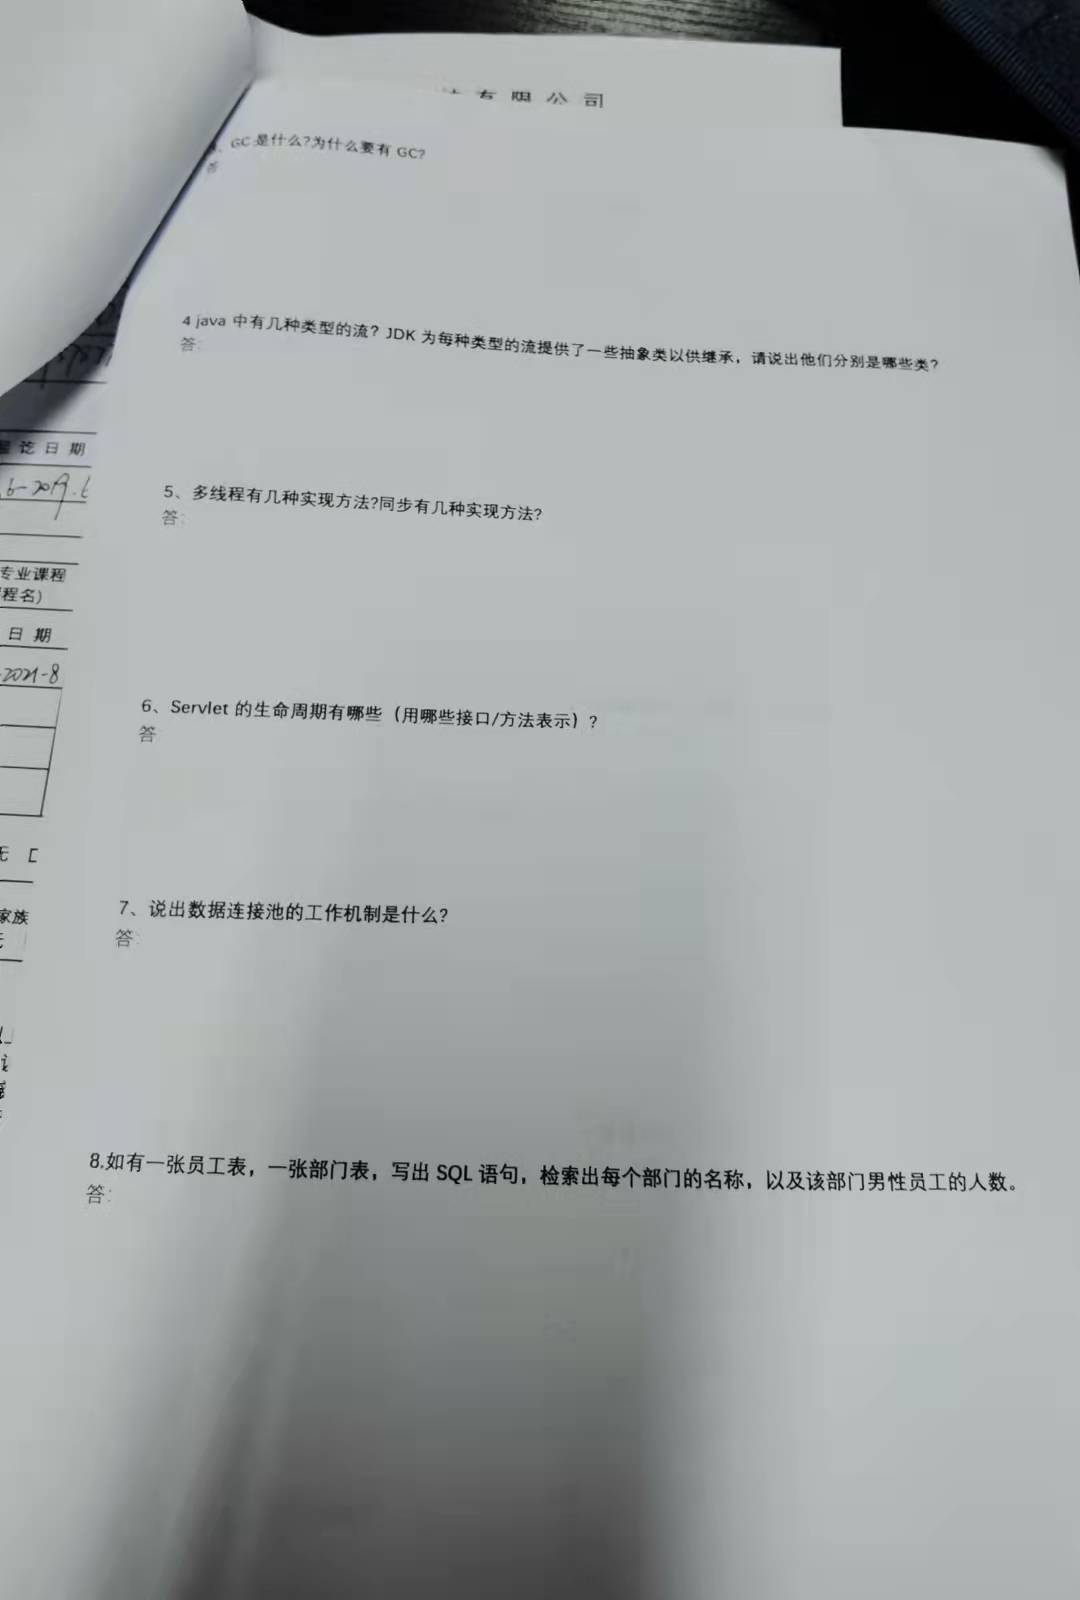 有限公司
、GC是什么?为什么要有 GC?
答
4 java 中有几种类型的流？JDK 为每种类型的流提供了一些抽象类以供继承，请说出他们分别是哪些类？
答:
5、多线程有几种实现方法?同步有几种实现方法?
答:
6、Servlet 的生命周期有哪些（用哪些接口/方法表示）?
答
7、说出数据连接池的工作机制是什么?
答:
8.如有一张员工表，一张部门表，写出 SQL 语句，检索出每个部门的名称，以及该部门男性员工的人数。
答:
讫日期
6-2019.6
专业课程
程名)
日期
-2021-8
无
家族